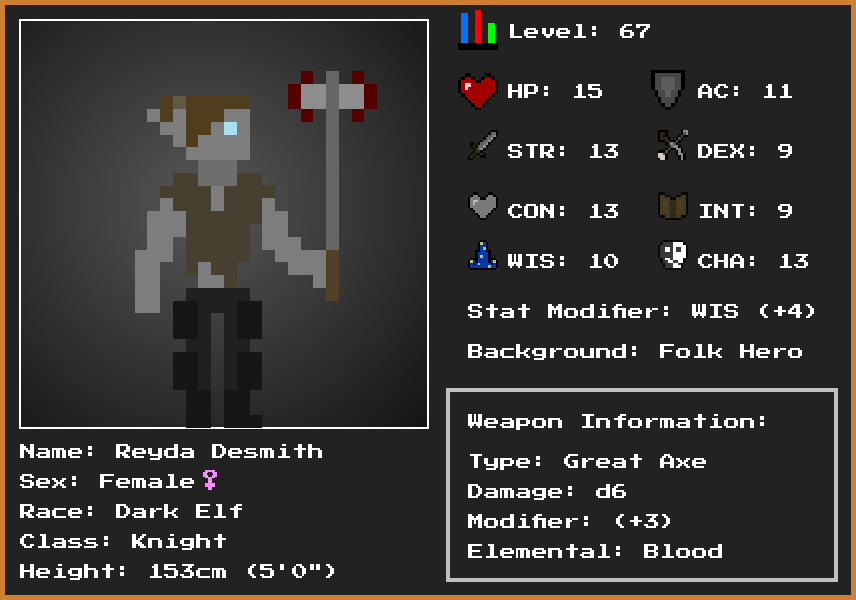 Level: 67
HP: 15 AC: 11
STR: 13 DEX: 9
CON: 13 INT: 9
WIS: 10 CHA: 13
Stat Modifier: WIS (+4)
Background: Folk Hero
Weapon Information:
Type: Great Axe
Damage: d6
Modifier: (+3)
Elemental: Blood
Name: Reyda Desmith
Sex: Female♀
Race: Dark Elf
Class: Knight
Height: 153cm (5'0")